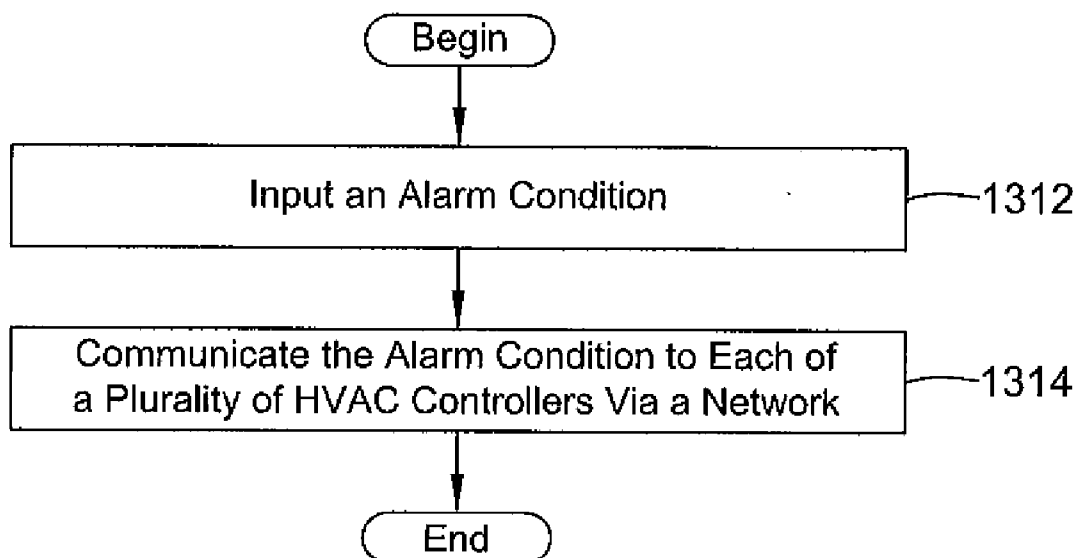 Begin
Input an Alarm Condition
1312
Communicate the Alarm Condition to Each of
a Plurality of HVAC Controllers Via a Network
1314
End